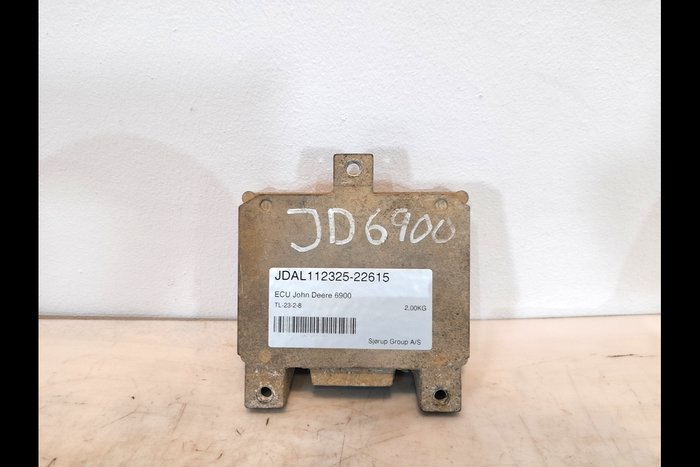 JD6900
JDAL112325-22615
ECU John Deere 6900
TL-23-2-8 2,00KG
Sjørup Group A/S